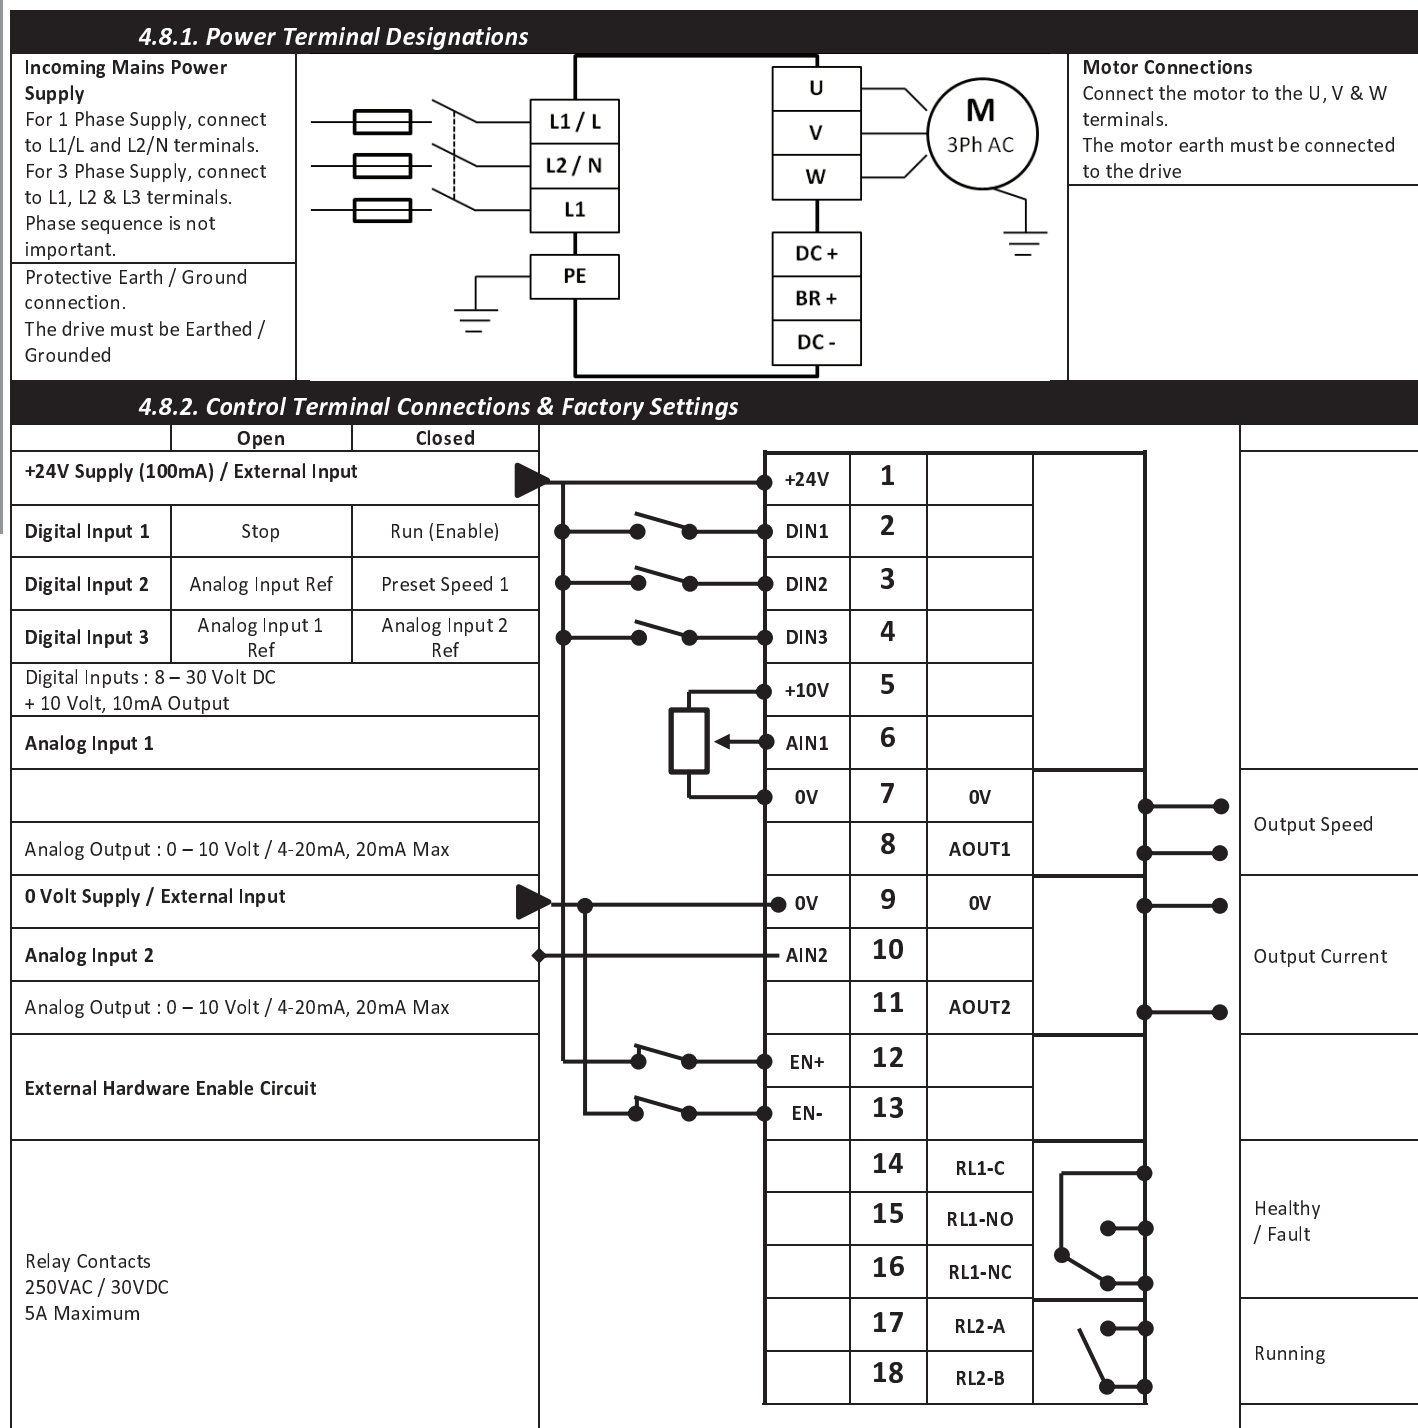 4.8.1. Power Terminal Designations
Incoming Mains Power
Supply
For 1 Phase Supply, connect
to L1/L and L2/N terminals.
For 3 Phase Supply, connect
to L1, L2 & L3 terminals.
Phase sequence is not
important.
Protective Earth / Ground
connection.
The drive must be Earthed /
Grounded
L1 / L
L2 / N
L1
PE
U
V
W
DC +
BR +
DC -
M
3Ph AC
Motor Connections
Connect the motor to the U, V & W
terminals.
The motor earth must be connected
to the drive
4.8.2. Control Terminal Connections & Factory Settings
Open Closed
+24V Supply (100mA) / External Input
+24V 1
Digital Input 1 Stop Run (Enable)
DIN1 2
Digital Input 2 Analog Input Ref Preset Speed 1
DIN2 3
Digital Input 3
Analog Input 1
Ref
Analog Input 2
Ref
DIN3 4
Digital Inputs : 8 – 30 Volt DC
+ 10 Volt, 10mA Output
+10V 5
Analog Input 1
AIN1 6
0V 7 0V
Output Speed
Analog Output : 0 – 10 Volt / 4-20mA, 20mA Max
8 AOUT1
0 Volt Supply / External Input
0V 9 0V
Analog Input 2
AIN2 10
Output Current
Analog Output : 0 – 10 Volt / 4-20mA, 20mA Max
11 AOUT2
External Hardware Enable Circuit
EN+ 12
EN- 13
14 RL1-C
15 RL1-NO
16 RL1-NC
Healthy
/ Fault
Relay Contacts
250VAC / 30VDC
5A Maximum
17 RL2-A
18 RL2-B
Running